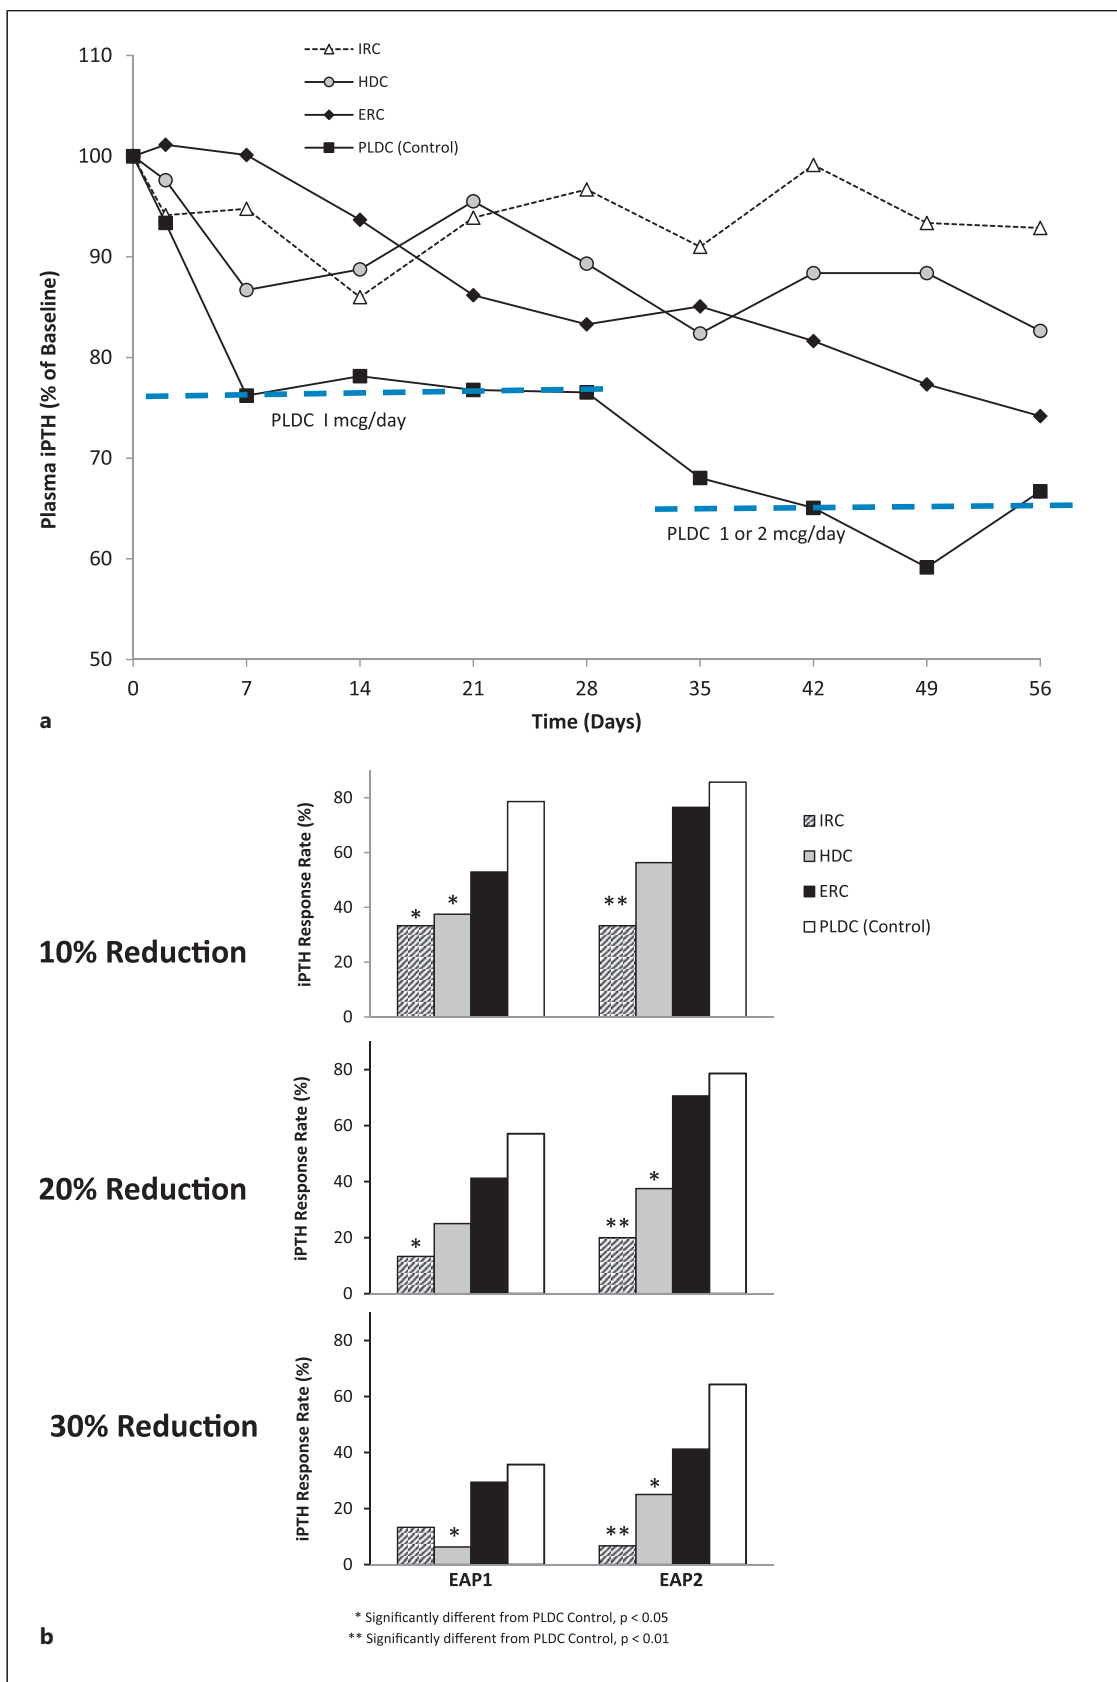 IRC
HDC
ERC
PLDC (Control)
110
100
90
80
70
60
50
Plasma iPTH (% of Baseline)
PLDC I mcg/day
PLDC 1 or 2 mcg/day
0 7 14 21 28 35 42 49 56
Time (Days)
a
10% Reduction
iPTH Response Rate (%)
80
60
40
20
0
* * **
IRC
HDC
ERC
PLDC (Control)
20% Reduction
iPTH Response Rate (%)
80
60
40
20
0
* ** *
30% Reduction
iPTH Response Rate (%)
80
60
40
20
0
* ** *
EAP1 EAP2
* Significantly different from PLDC Control, p < 0.05
** Significantly different from PLDC Control, p < 0.01
b